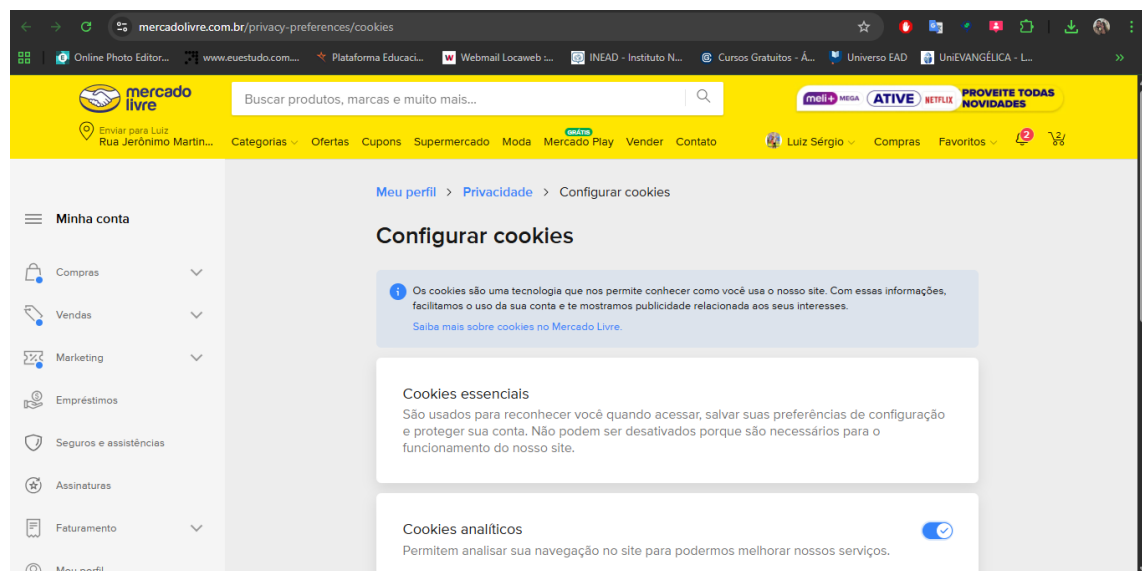 mercadolivre.com.br/privacy-preferences/cookies
Online Photo Editor... www.euestudo.com.... Plataforma Educaci... Webmail Locaweb :... INEAD - Instituto N... Cursos Gratuitos - Á... Universo EAD UniEVANGÉLICA - L...
mercado
livre
Buscar produtos, marcas e muito mais...
meli+ MEGA ATIVE NETFLIX PROVEITE TODAS
NOVIDADES
Enviar para Luiz
Rua Jerônimo Martin...
GRÁTIS
Categorias Ofertas Cupons Supermercado Moda Mercado Play Vender Contato
Luiz Sérgio Compras Favoritos 2 2
Meu perfil > Privacidade > Configurar cookies
Minha conta
Configurar cookies
Compras
Vendas
Marketing
Empréstimos
Seguros e assistências
Assinaturas
Faturamento
Meu perfil
Os cookies são uma tecnologia que nos permite conhecer como você usa o nosso site. Com essas informações,
facilitamos o uso da sua conta e te mostramos publicidade relacionada aos seus interesses.
Saiba mais sobre cookies no Mercado Livre.
Cookies essenciais
São usados para reconhecer você quando acessar, salvar suas preferências de configuração
e proteger sua conta. Não podem ser desativados porque são necessários para o
funcionamento do nosso site.
Cookies analíticos
Permitem analisar sua navegação no site para podermos melhorar nossos serviços.